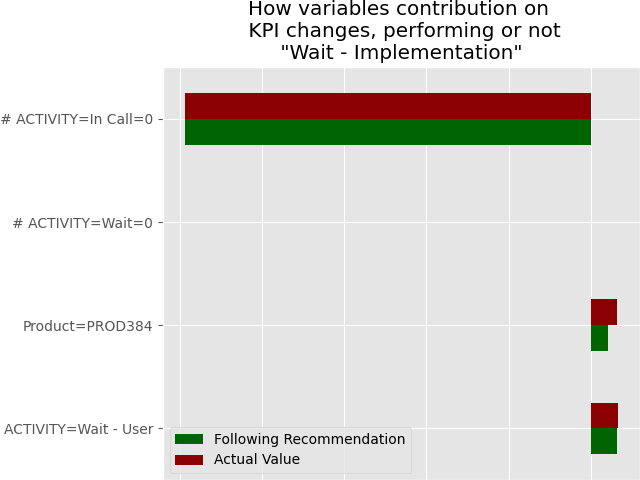 How variables contribution on
KPI changes, performing or not
"Wait - Implementation"
# ACTIVITY=In Call=0
# ACTIVITY=Wait=0
Product=PROD384
ACTIVITY=Wait - User
Following Recommendation
Actual Value